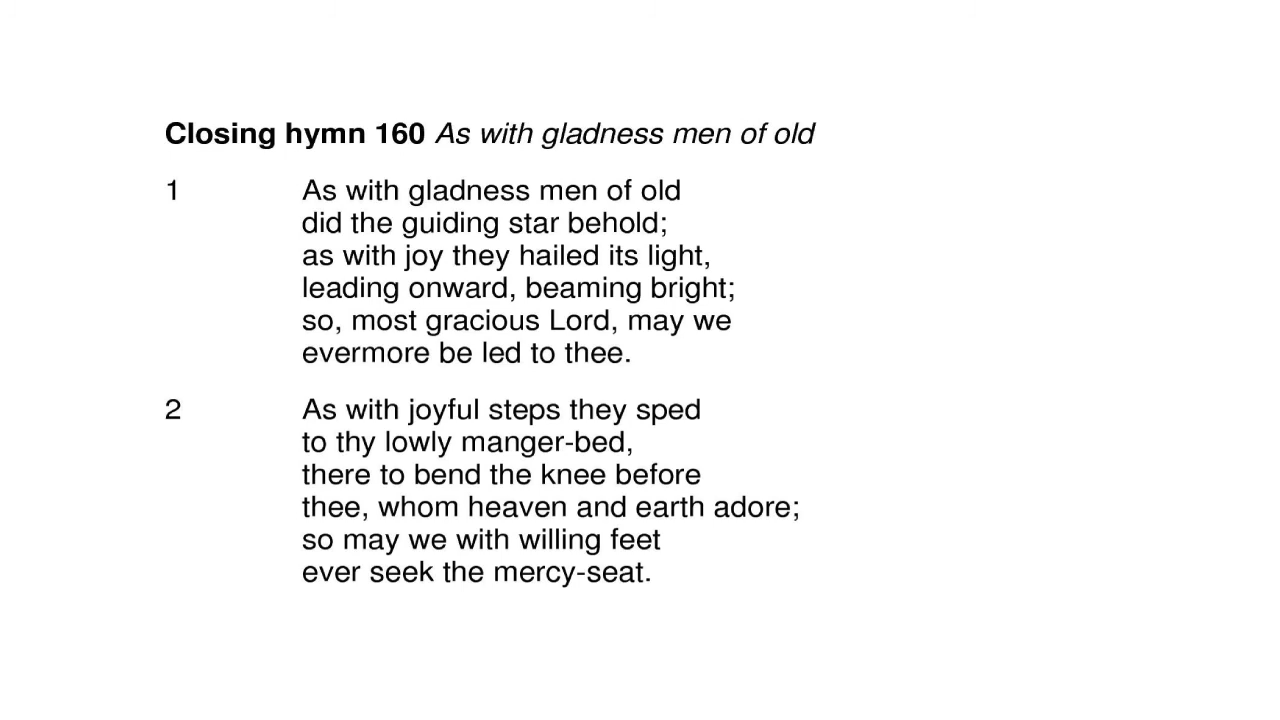 Closing hymn 160 As with gladness men of old
1 As with gladness men of old
did the guiding star behold;
as with joy they hailed its light,
leading onward, beaming bright;
so, most gracious Lord, may we
evermore be led to thee.
2 As with joyful steps they sped
to thy lowly manger-bed,
there to bend the knee before
thee, whom heaven and earth adore;
so may we with willing feet
ever seek the mercy-seat.